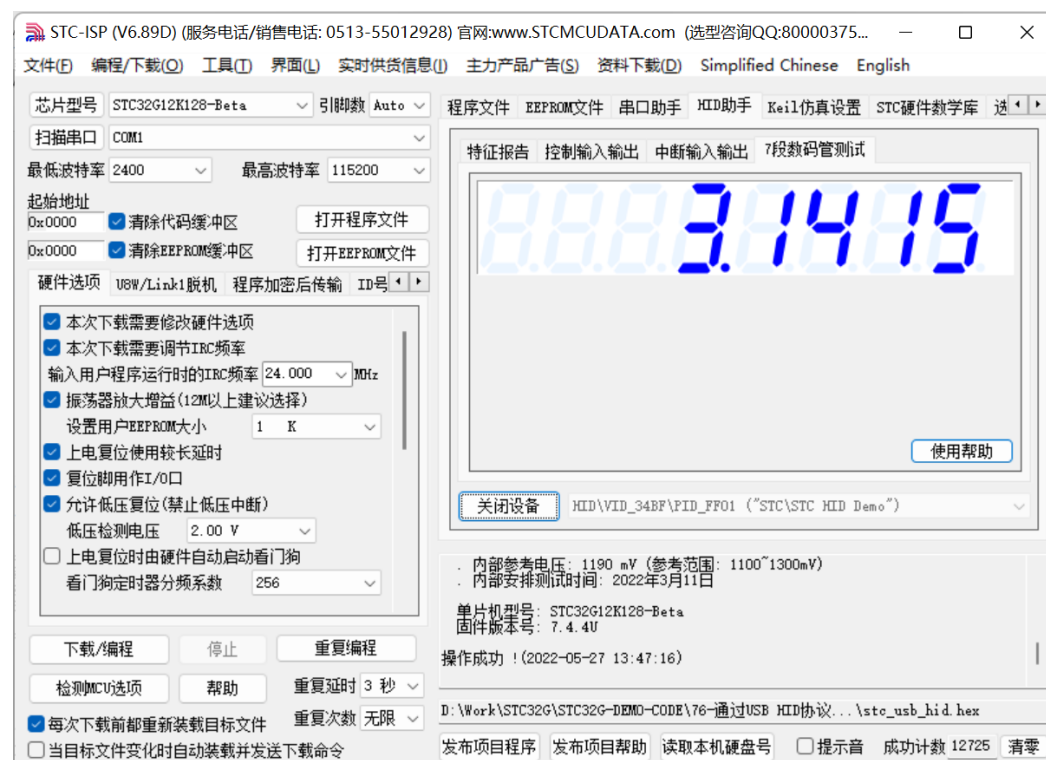 STC-ISP (V6.89D) (服务电话/销售电话: 0513-55012928) 官网:www.STCMCUDATA.com (选型咨询QQ:80000375...
文件(F) 编程/下载(O) 工具(T) 界面(L) 实时供货信息(I) 主力产品广告(S) 资料下载(D) Simplified Chinese English
芯片型号 STC32G12K128-Beta 引脚数 Auto
扫描串口 COM1
最低波特率 2400 最高波特率 115200
起始地址
0x0000 清除代码缓冲区 打开程序文件
0x0000 清除EEPROM缓冲区 打开EEPROM文件
硬件选项 U8W/Link1脱机 程序加密后传输 ID号
本次下载需要修改硬件选项
本次下载需要调节IRC频率
输入用户程序运行时的IRC频率 24.000 MHz
振荡器放大增益(12M以上建议选择)
设置用户EEPROM大小 1 K
上电复位使用较长延时
复位脚用作I/O口
允许低压复位(禁止低压中断)
低压检测电压 2.00 V
上电复位时由硬件自动启动看门狗
看门狗定时器分频系数 256
下载/编程 停止 重复编程
检测MCU选项 帮助 重复延时 3 秒
每次下载前都重新装载目标文件 重复次数 无限
当目标文件变化时自动装载并发送下载命令
程序文件 EEPROM文件 串口助手 HID助手 Keil仿真设置 STC硬件数学库 选
特征报告 控制输入输出 中断输入输出 7段数码管测试
3.1415
使用帮助
关闭设备 HID\VID_34BF\PID_FF01 ("STC\STC HID Demo")
. 内部参考电压: 1190 mV (参考范围: 1100~1300mV)
. 内部安排测试时间: 2022年3月11日
单片机型号: STC32G12K128-Beta
固件版本号: 7.4.4U
操作成功 !(2022-05-27 13:47:16)
D:\Work\STC32G\STC32G-DEMO-CODE\76-通过USB HID协议...\stc_usb_hid.hex
发布项目程序 发布项目帮助 读取本机硬盘号 提示音 成功计数 12725 清零